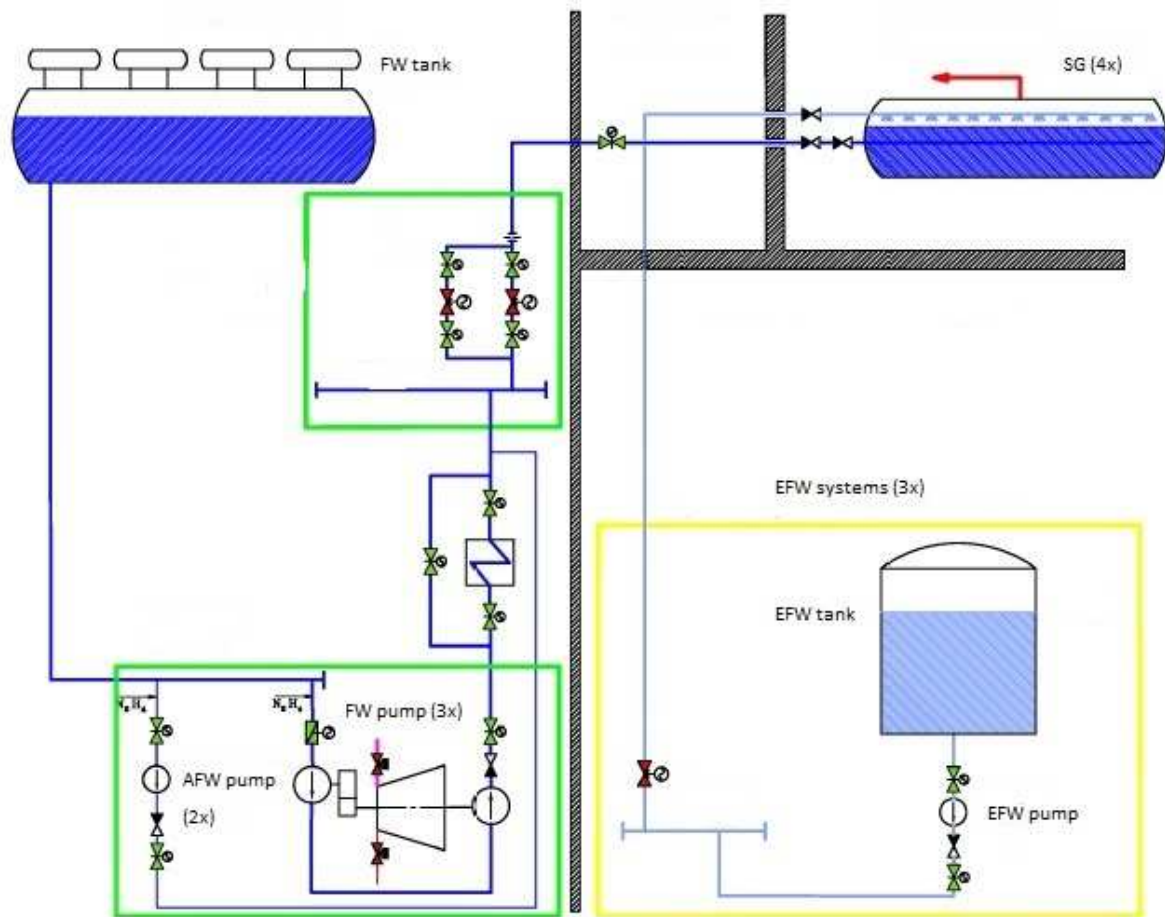 FW tank
SG (4x)
EFW systems (3x)
EFW tank
N₂H₄
N₂H₄
FW pump (3x)
AFW pump
(2x)
EFW pump